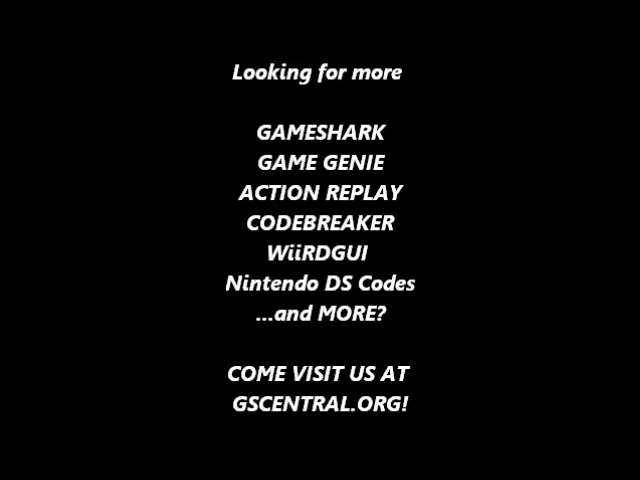 Looking for more
GAMESHARK
GAME GENIE
ACTION REPLAY
CODEBREAKER
WiiRDGUI
Nintendo DS Codes
...and MORE?
COME VISIT US AT
GSCENTRAL.ORG!